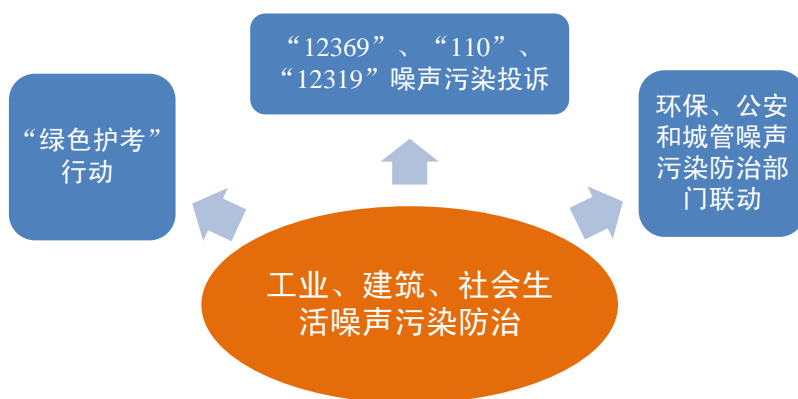 “12369”、“110”、
“12319”噪声污染投诉
“绿色护考”
行动
环保、公安
和城管噪声
污染防治部
门联动
工业、建筑、社会生
活噪声污染防治